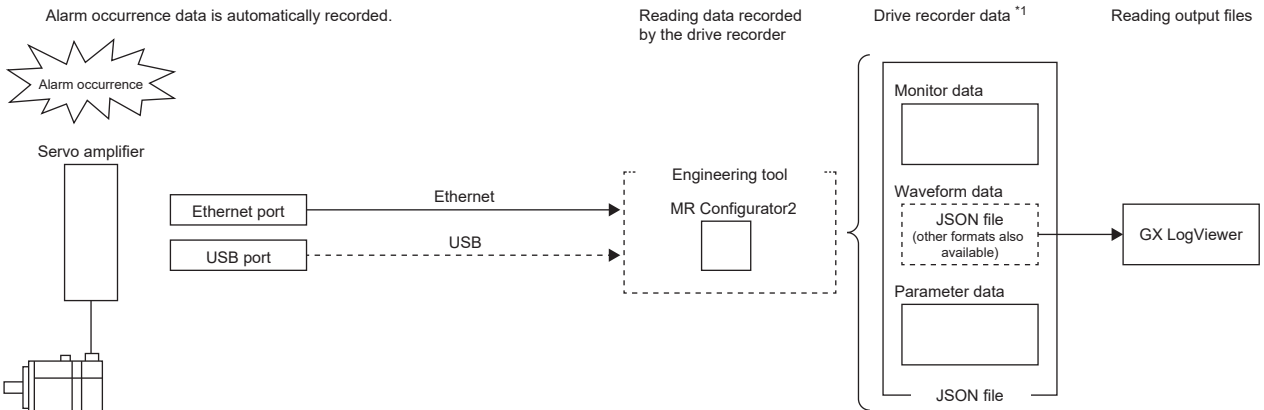 Alarm occurrence data is automatically recorded.
Reading data recorded
by the drive recorder
Drive recorder data *1
Reading output files
Alarm occurrence
Servo amplifier
Ethernet port
Ethernet
USB port
USB
Engineering tool
MR Configurator2
Monitor data
Waveform data
JSON file
(other formats also
available)
Parameter data
JSON file
GX LogViewer